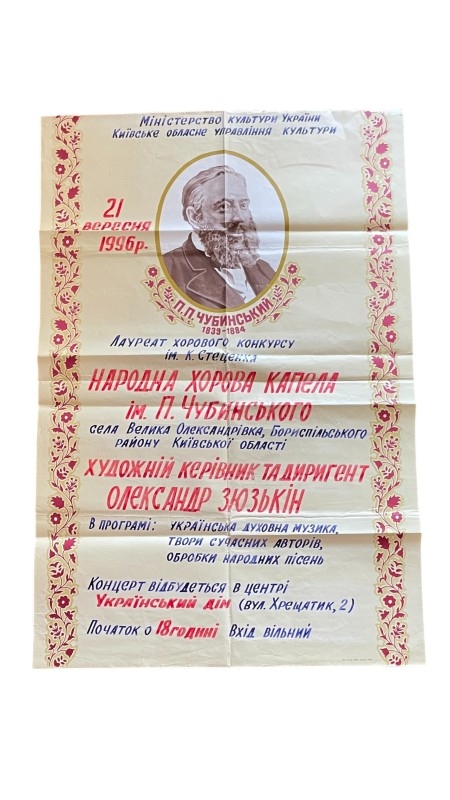 Міністерство культури України
Київське обласне управління культури
21
вересня
1996 р.
П.П.ЧУБИНСЬКИЙ
1839-1884
Лауреат хорового конкурсу
ім. К. Стеценка
НАРОДНА ХОРОВА КАПЕЛА
ім. П. Чубинського
села Велика Олександрівка, Бориспільського
району Київської області
ХУДОЖНІЙ КЕРІВНИК ТА ДИРИГЕНТ
ОЛЕКСАНДР ЗЮЗЬКІН
В програмі: українська духовна музика,
твори сучасних авторів,
обробки народних пісень
Концерт відбудеться в центрі
Український дім (вул. Хрещатик, 2)
Початок о 18 годині Вхід вільний